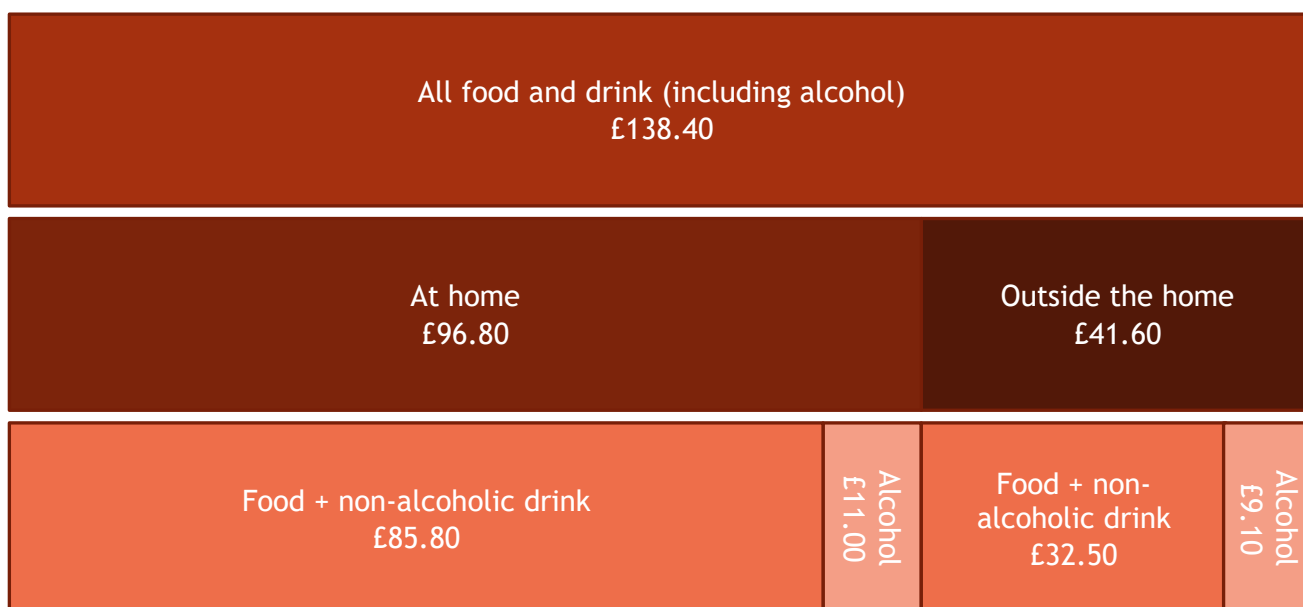 All food and drink (including alcohol)
£138.40
At home
£96.80
Outside the home
£41.60
Food + non-alcoholic drink
£85.80
Alcohol
£11.00
Food + non-
alcoholic drink
£32.50
Alcohol
£9.10